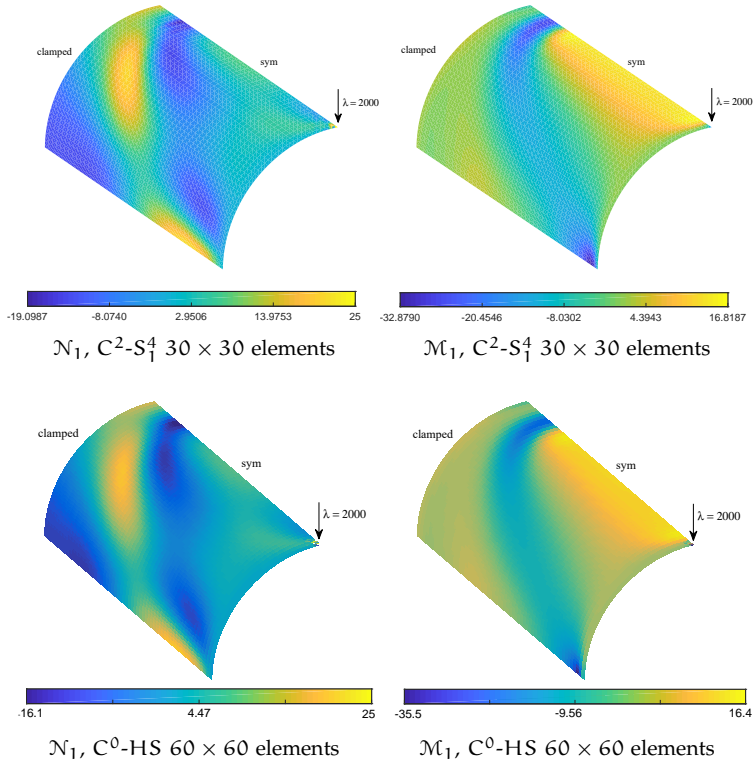 clamped
sym
λ = 2000
-19.0987 -8.0740 2.9506 13.9753 25
𝒩₁, C²-S₁⁴ 30 × 30 elements
clamped
sym
λ = 2000
-32.8790 -20.4546 -8.0302 4.3943 16.8187
ℳ₁, C²-S₁⁴ 30 × 30 elements
clamped
sym
λ = 2000
-16.1 4.47 25
𝒩₁, C⁰-HS 60 × 60 elements
clamped
sym
λ = 2000
-35.5 -9.56 16.4
ℳ₁, C⁰-HS 60 × 60 elements